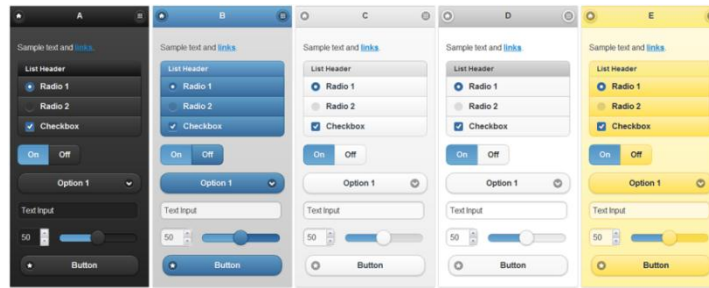 A
Sample text and links.
List Header
Radio 1
Radio 2
Checkbox
On Off
Option 1
Text Input
50
Button
B
Sample text and links.
List Header
Radio 1
Radio 2
Checkbox
On Off
Option 1
Text Input
50
Button
C
Sample text and links.
List Header
Radio 1
Radio 2
Checkbox
On Off
Option 1
Text Input
50
Button
D
Sample text and links.
List Header
Radio 1
Radio 2
Checkbox
On Off
Option 1
Text Input
50
Button
E
Sample text and links.
List Header
Radio 1
Radio 2
Checkbox
On Off
Option 1
Text Input
50
Button